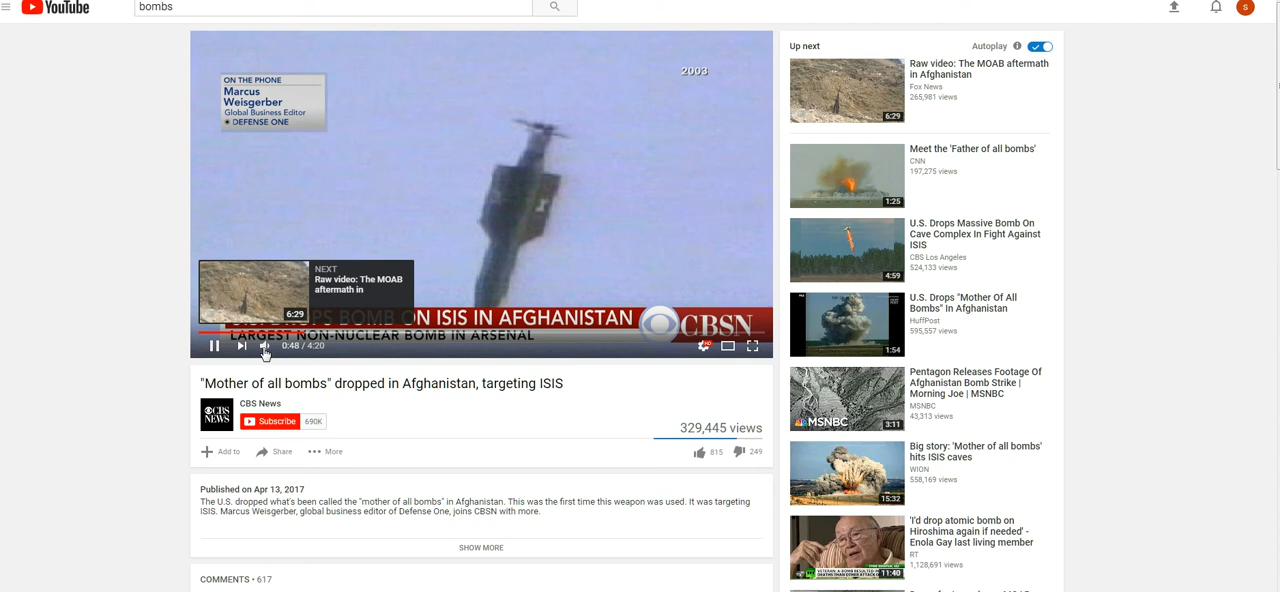 YouTube
bombs
S
2003
ON THE PHONE
Marcus
Weisgerber
Global Business Editor
DEFENSE ONE
NEXT
Raw video: The MOAB
aftermath in
6:29
DROPS BOMB ON ISIS IN AFGHANISTAN
LARGEST NON-NUCLEAR BOMB IN ARSENAL
CBSN
0:48 / 4:20
HD
"Mother of all bombs" dropped in Afghanistan, targeting ISIS
CBS NEWS
CBS News
Subscribe 690K
329,445 views
Add to Share More
815 249
Published on Apr 13, 2017
The U.S. dropped what's been called the "mother of all bombs" in Afghanistan. This was the first time this weapon was used. It was targeting
ISIS. Marcus Weisgerber, global business editor of Defense One, joins CBSN with more.
SHOW MORE
COMMENTS • 617
Up next
Autoplay
Raw video: The MOAB aftermath
in Afghanistan
Fox News
265,981 views
6:29
Meet the 'Father of all bombs'
CNN
197,275 views
1:25
U.S. Drops Massive Bomb On
Cave Complex In Fight Against
ISIS
CBS Los Angeles
524,133 views
4:59
U.S. Drops "Mother Of All
Bombs" In Afghanistan
HuffPost
595,557 views
1:54
Pentagon Releases Footage Of
Afghanistan Bomb Strike |
Morning Joe | MSNBC
MSNBC
43,313 views
MSNBC
3:11
Big story: 'Mother of all bombs'
hits ISIS caves
WION
558,169 views
15:32
'I'd drop atomic bomb on
Hiroshima again if needed' -
Enola Gay last living member
RT
1,128,691 views
11:40